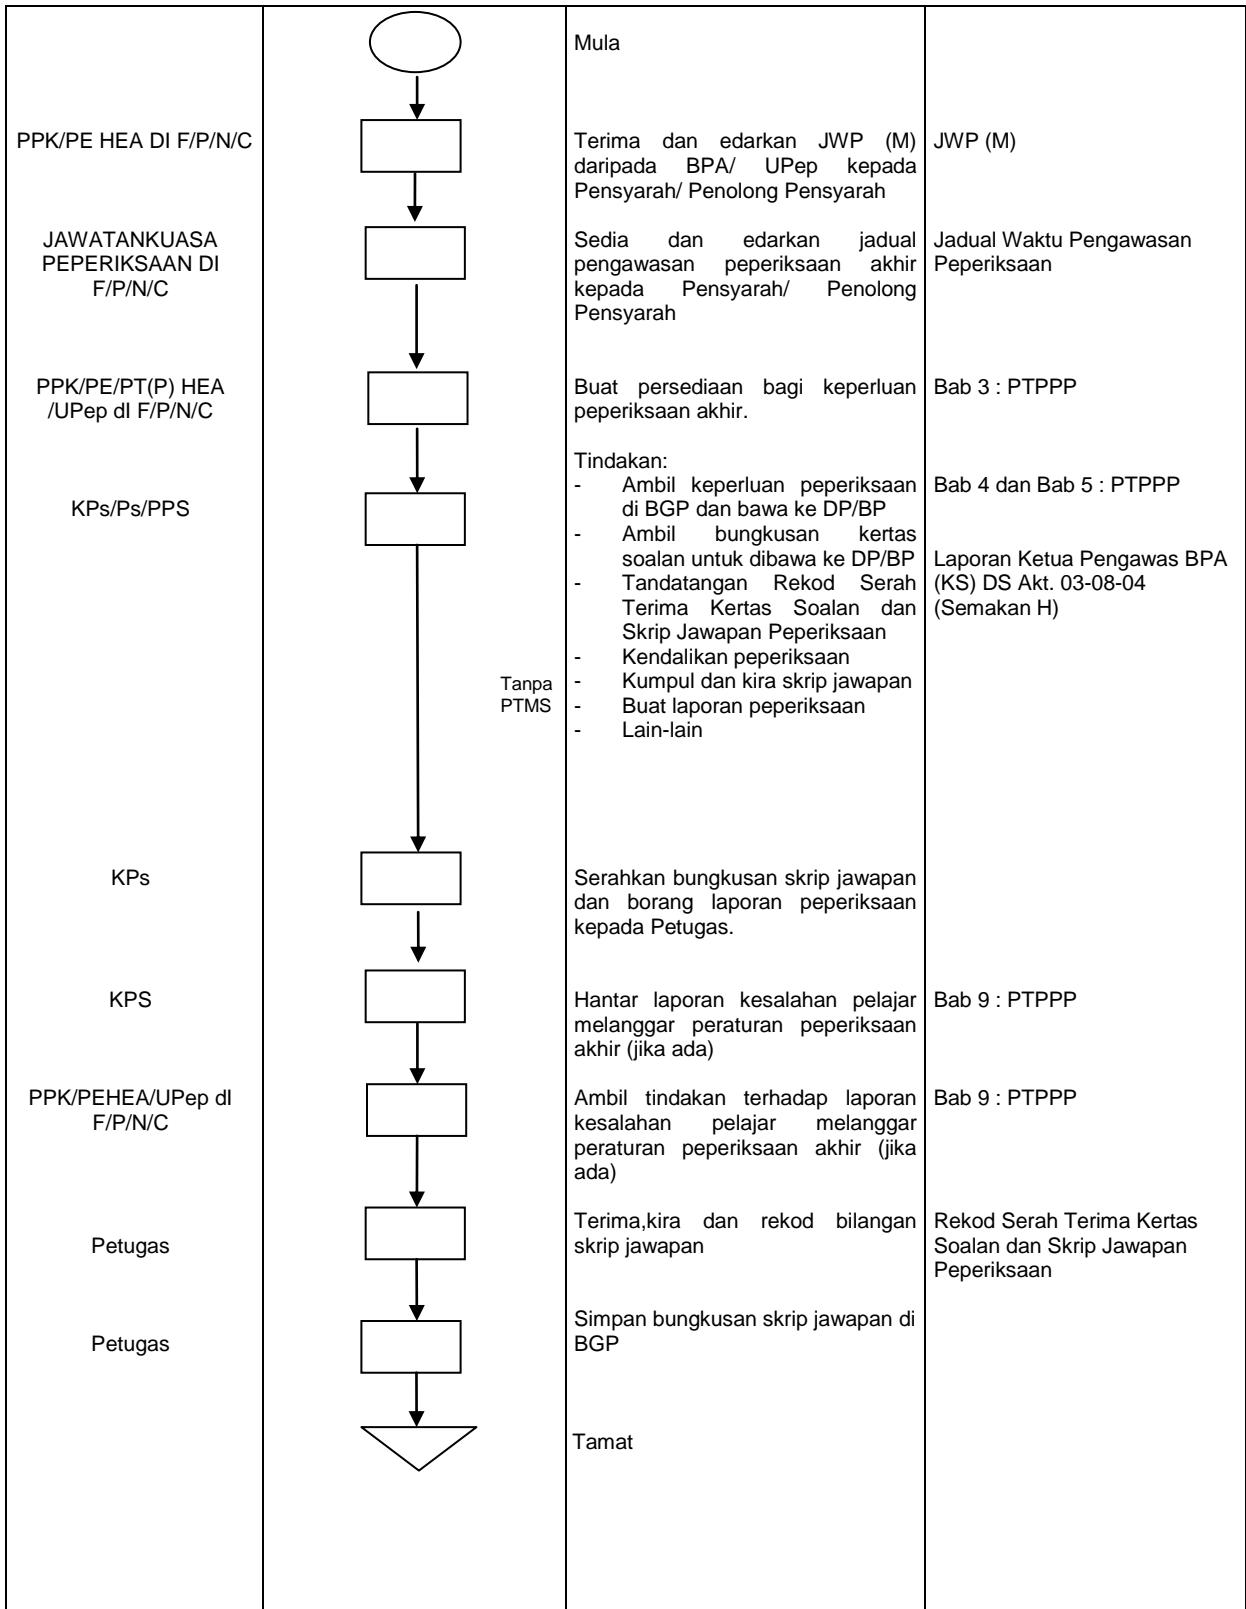 Mula
PPK/PE HEA DI F/P/N/C
Terima dan edarkan JWP (M)
daripada BPA/ UPep kepada
Pensyarah/ Penolong Pensyarah
JWP (M)
JAWATANKUASA
PEPERIKSAAN DI
F/P/N/C
Sedia dan edarkan jadual
pengawasan peperiksaan akhir
kepada Pensyarah/ Penolong
Pensyarah
Jadual Waktu Pengawasan
Peperiksaan
PPK/PE/PT(P) HEA
/UPep dI F/P/N/C
Buat persediaan bagi keperluan
peperiksaan akhir.
Bab 3 : PTPPP
KPs/Ps/PPS
Tanpa
PTMS
Tindakan:
- Ambil keperluan peperiksaan
di BGP dan bawa ke DP/BP
- Ambil bungkusan kertas
soalan untuk dibawa ke DP/BP
- Tandatangan Rekod Serah
Terima Kertas Soalan dan
Skrip Jawapan Peperiksaan
- Kendalikan peperiksaan
- Kumpul dan kira skrip jawapan
- Buat laporan peperiksaan
- Lain-lain
Bab 4 dan Bab 5 : PTPPP
Laporan Ketua Pengawas BPA
(KS) DS Akt. 03-08-04
(Semakan H)
KPs
Serahkan bungkusan skrip jawapan
dan borang laporan peperiksaan
kepada Petugas.
KPS
Hantar laporan kesalahan pelajar
melanggar peraturan peperiksaan
akhir (jika ada)
Bab 9 : PTPPP
PPK/PEHEA/UPep dI
F/P/N/C
Ambil tindakan terhadap laporan
kesalahan pelajar melanggar
peraturan peperiksaan akhir (jika
ada)
Bab 9 : PTPPP
Petugas
Terima,kira dan rekod bilangan
skrip jawapan
Rekod Serah Terima Kertas
Soalan dan Skrip Jawapan
Peperiksaan
Petugas
Simpan bungkusan skrip jawapan di
BGP
Tamat